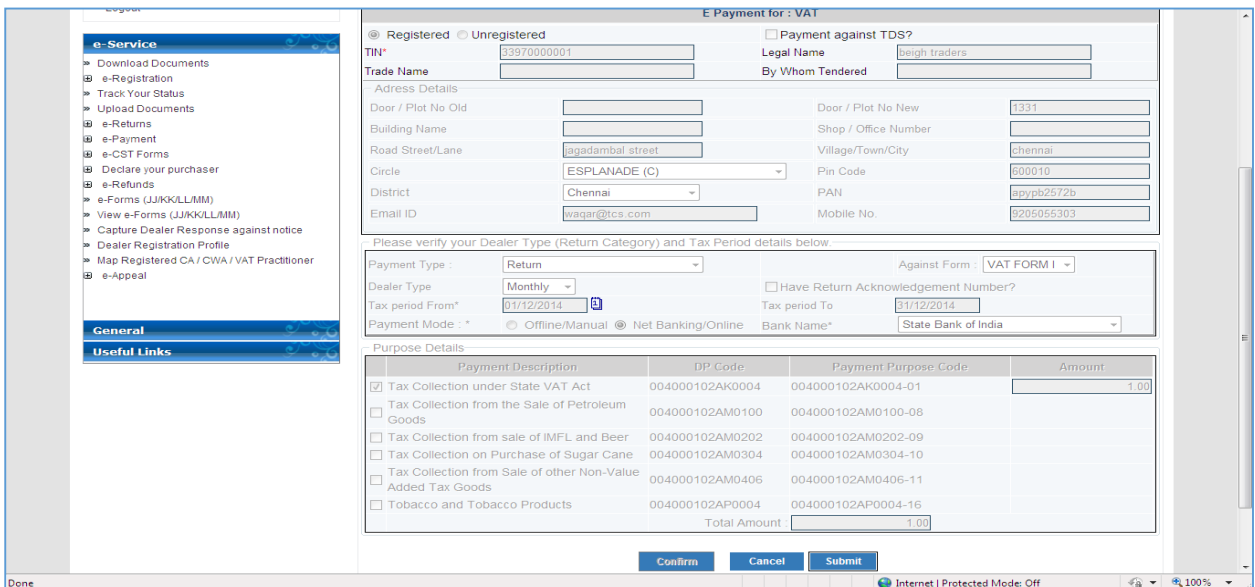 E Payment for : VAT
Logout
e-Service
Download Documents
e-Registration
Track Your Status
Upload Documents
e-Returns
e-Payment
e-CST Forms
Declare your purchaser
e-Refunds
e-Forms (JJ/KK/LL/MM)
View e-Forms (JJ/KK/LL/MM)
Capture Dealer Response against notice
Dealer Registration Profile
Map Registered CA / CWA / VAT Practitioner
e-Appeal
General
Useful Links
Registered Unregistered Payment against TDS?
TIN* 33970000001 Legal Name beigh traders
Trade Name By Whom Tendered
Adress Details
Door / Plot No Old Door / Plot No New 1331
Building Name Shop / Office Number
Road Street/Lane jagadambal street Village/Town/City chennai
Circle ESPLANADE (C) Pin Code 600010
District Chennai PAN apypb2572b
Email ID waqar@tcs.com Mobile No. 9205055303
Please verify your Dealer Type (Return Category) and Tax Period details below.
Payment Type : Return Against Form : VAT FORM I
Dealer Type Monthly Have Return Acknowledgement Number?
Tax period From* 01/12/2014 Tax period To 31/12/2014
Payment Mode : * Offline/Manual Net Banking/Online Bank Name* State Bank of India
Purpose Details
Payment Description DP Code Payment Purpose Code Amount
Tax Collection under State VAT Act 004000102AK0004 004000102AK0004-01 1.00
Tax Collection from the Sale of Petroleum
Goods 004000102AM0100 004000102AM0100-08
Tax Collection from sale of IMFL and Beer 004000102AM0202 004000102AM0202-09
Tax Collection on Purchase of Sugar Cane 004000102AM0304 004000102AM0304-10
Tax Collection from Sale of other Non-Value
Added Tax Goods 004000102AM0406 004000102AM0406-11
Tobacco and Tobacco Products 004000102AP0004 004000102AP0004-16
Total Amount : 1.00
Confirm Cancel Submit
Done Internet | Protected Mode: Off 100%